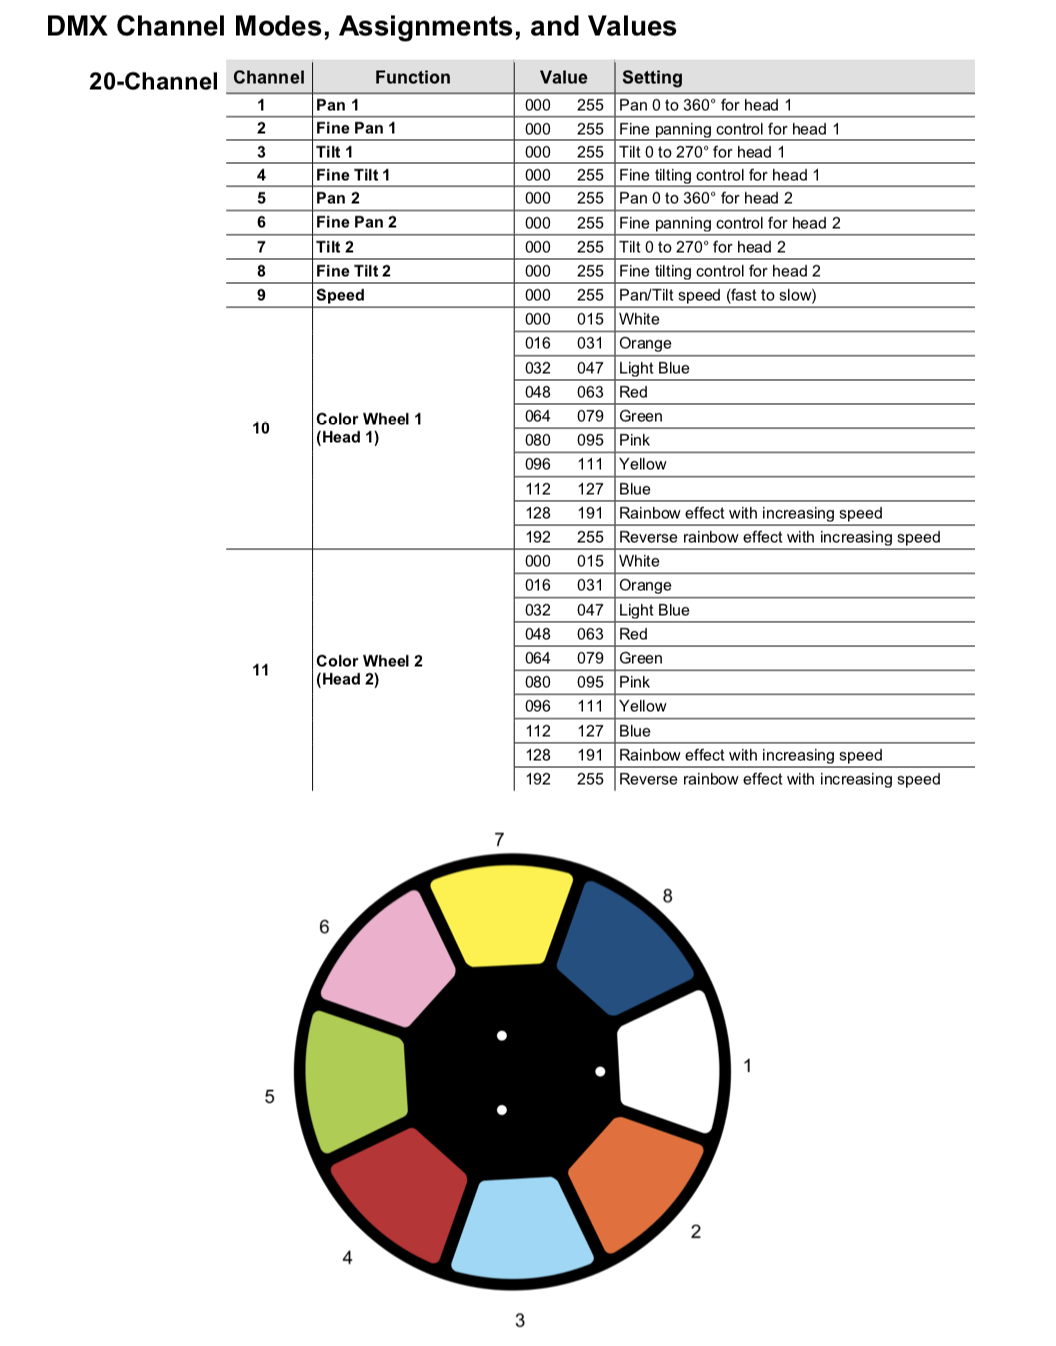 DMX Channel Modes, Assignments, and Values
20-Channel Channel Function Value Setting
1 Pan 1 000 255 Pan 0 to 360° for head 1
2 Fine Pan 1 000 255 Fine panning control for head 1
3 Tilt 1 000 255 Tilt 0 to 270° for head 1
4 Fine Tilt 1 000 255 Fine tilting control for head 1
5 Pan 2 000 255 Pan 0 to 360° for head 2
6 Fine Pan 2 000 255 Fine panning control for head 2
7 Tilt 2 000 255 Tilt 0 to 270° for head 2
8 Fine Tilt 2 000 255 Fine tilting control for head 2
9 Speed 000 255 Pan/Tilt speed (fast to slow)
10 Color Wheel 1
(Head 1)
000 015 White
016 031 Orange
032 047 Light Blue
048 063 Red
064 079 Green
080 095 Pink
096 111 Yellow
112 127 Blue
128 191 Rainbow effect with increasing speed
192 255 Reverse rainbow effect with increasing speed
11 Color Wheel 2
(Head 2)
000 015 White
016 031 Orange
032 047 Light Blue
048 063 Red
064 079 Green
080 095 Pink
096 111 Yellow
112 127 Blue
128 191 Rainbow effect with increasing speed
192 255 Reverse rainbow effect with increasing speed
7
8
6
1
5
2
4
3